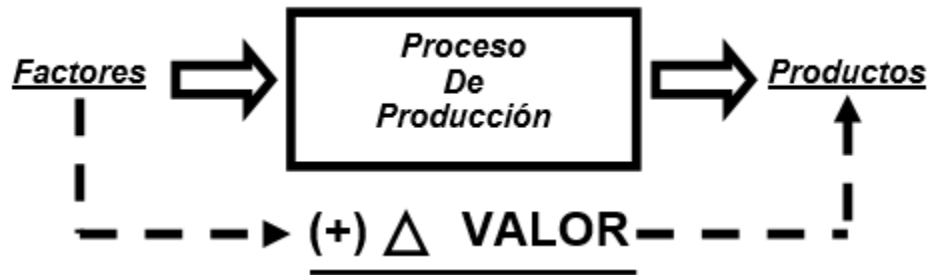 Proceso
De
Producción
Factores
Productos
(+) △ VALOR